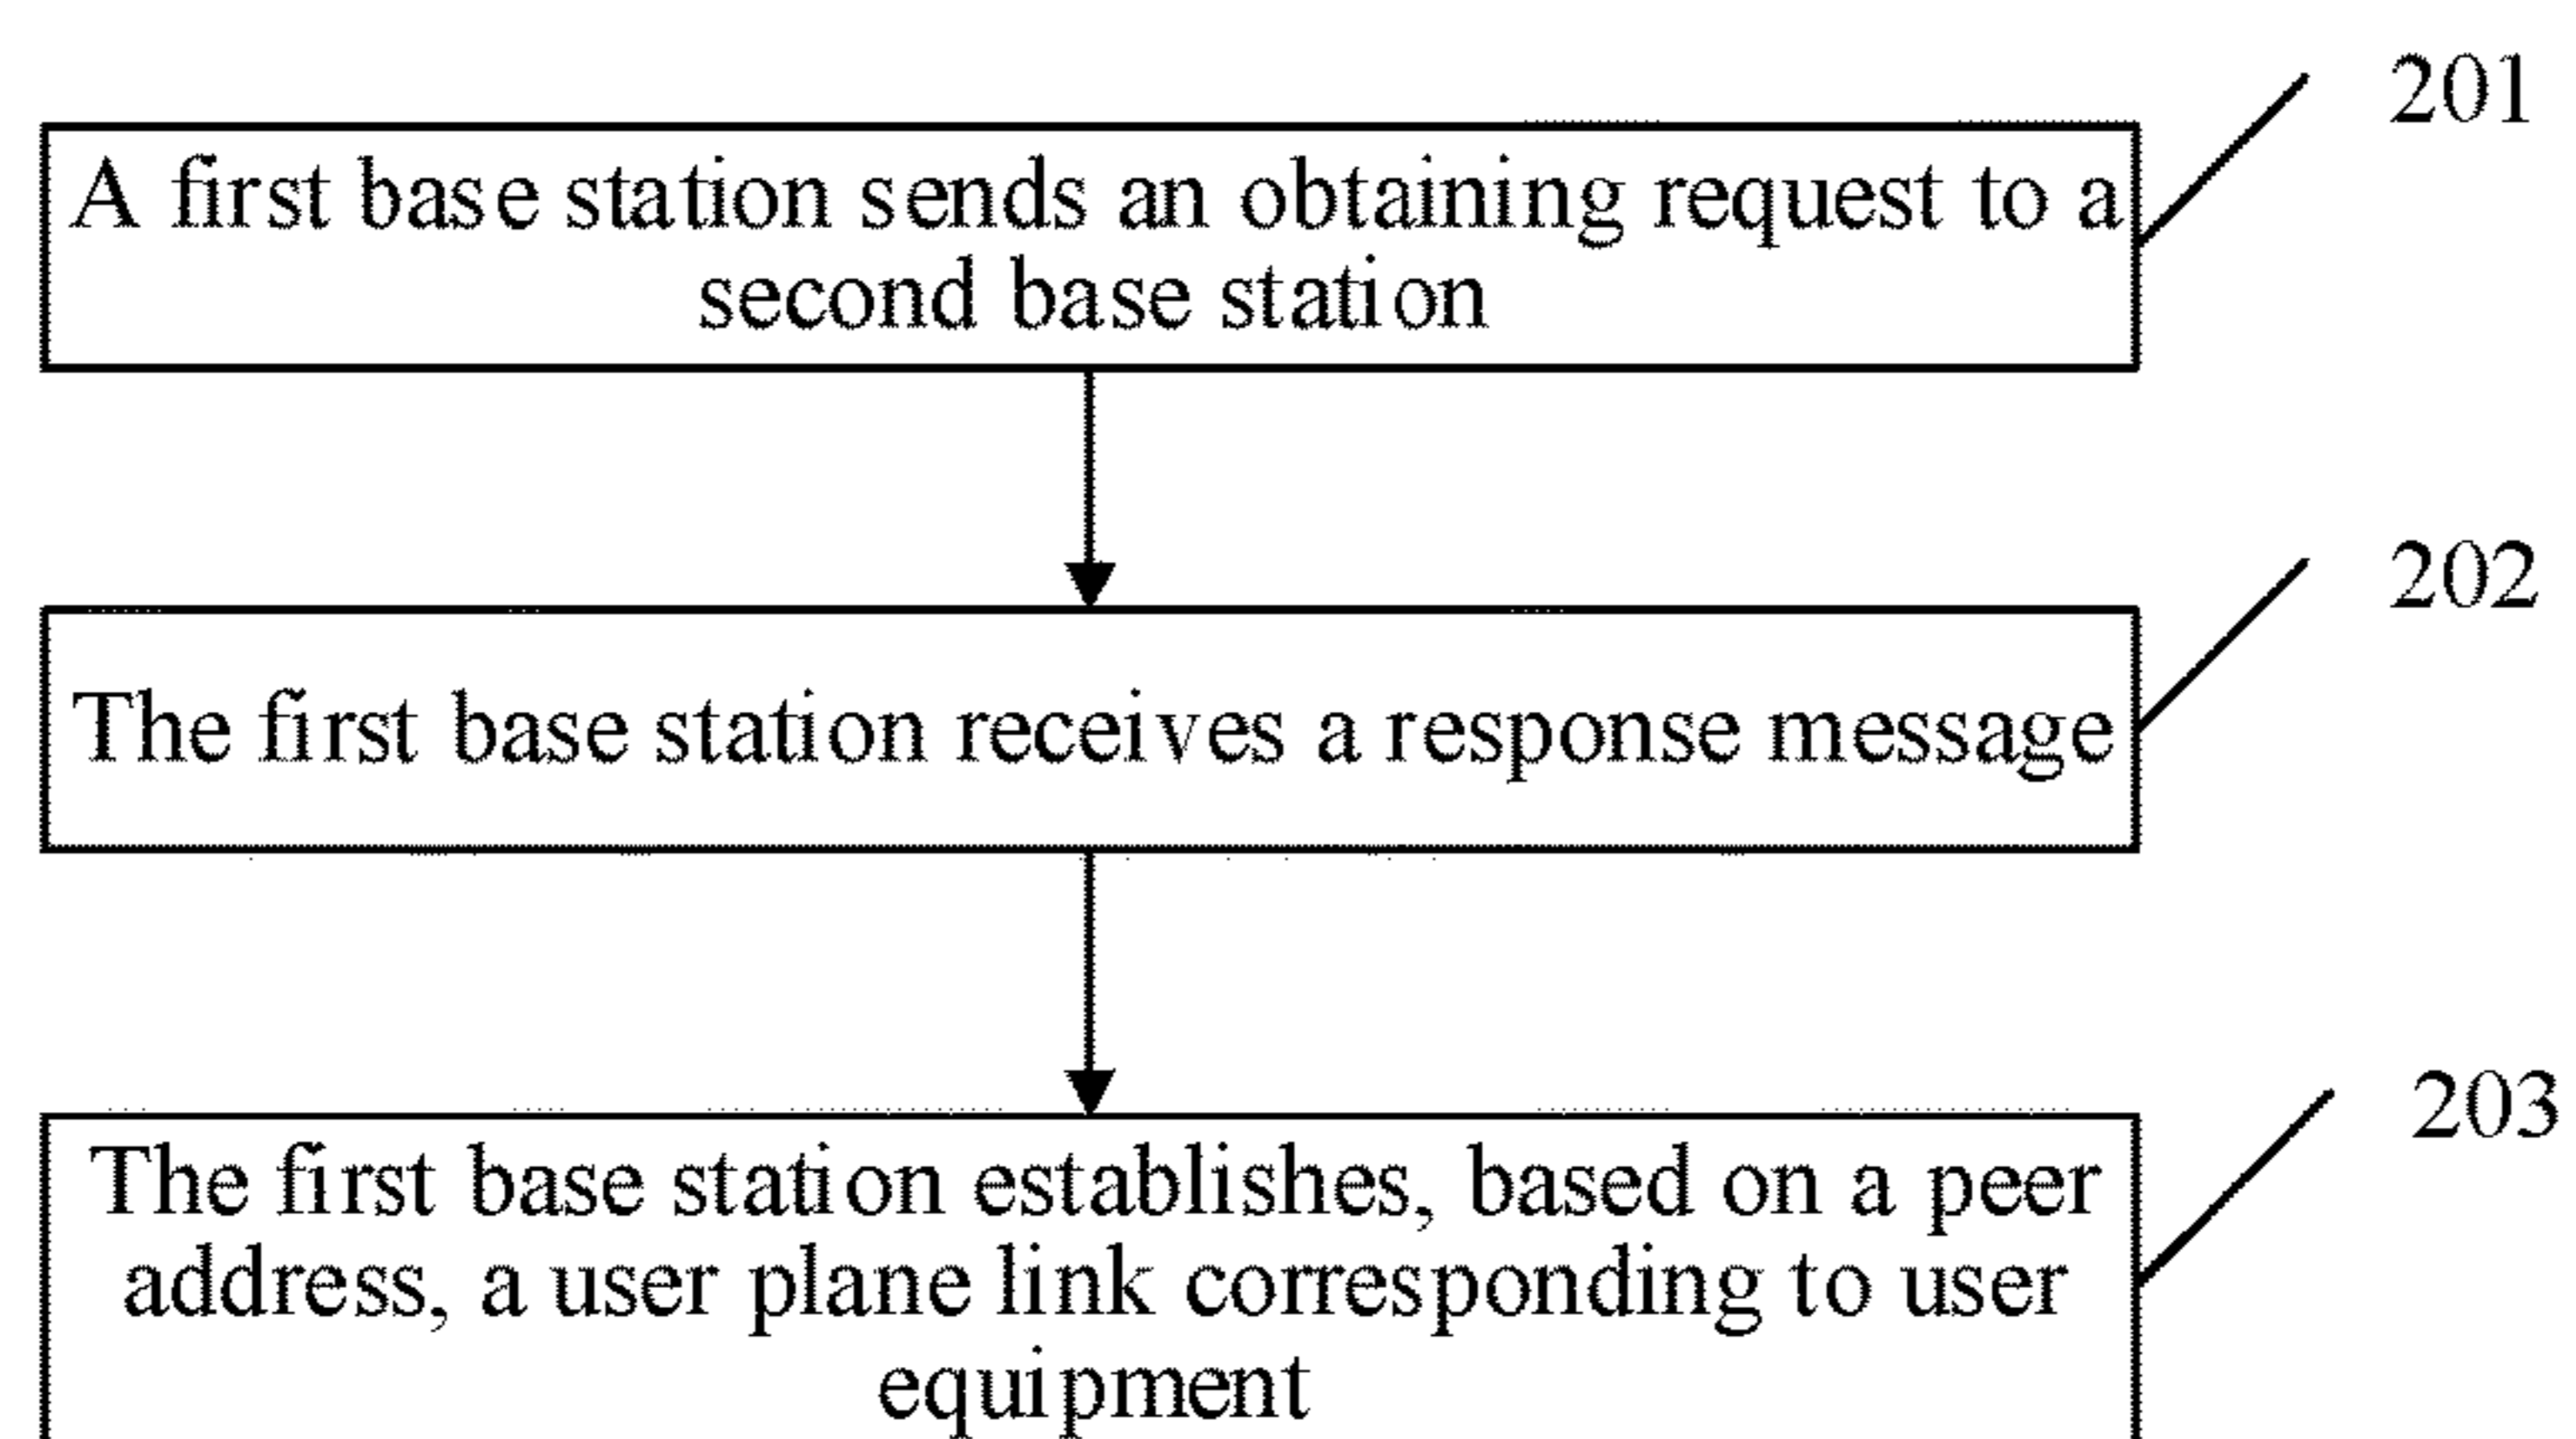 201
A first base station sends an obtaining request to a
second base station
202
The first base station receives a response message
203
The first base station establishes, based on a peer
address, a user plane link corresponding to user
equipment